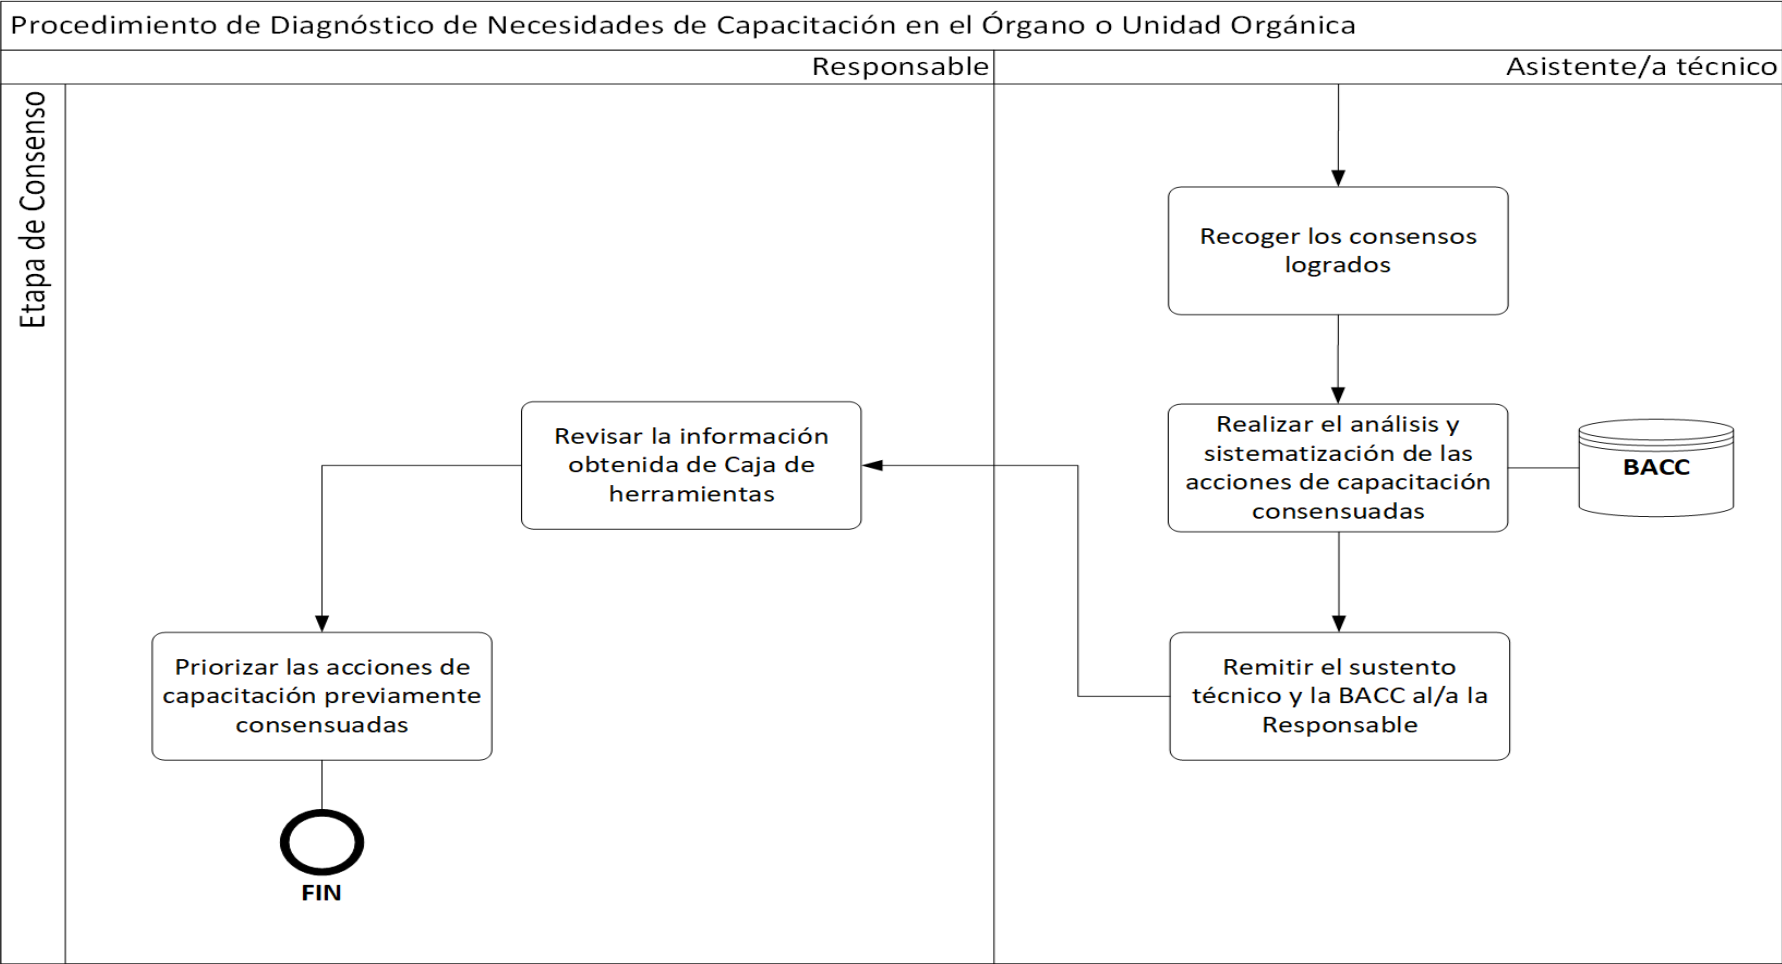 Procedimiento de Diagnóstico de Necesidades de Capacitación en el Órgano o Unidad Orgánica
Responsable
Asistente/a técnico
Etapa de Consenso
Recoger los consensos
logrados
Realizar el análisis y
sistematización de las
acciones de capacitación
consensuadas
BACC
Remitir el sustento
técnico y la BACC al/a la
Responsable
Revisar la información
obtenida de Caja de
herramientas
Priorizar las acciones de
capacitación previamente
consensuadas
FIN